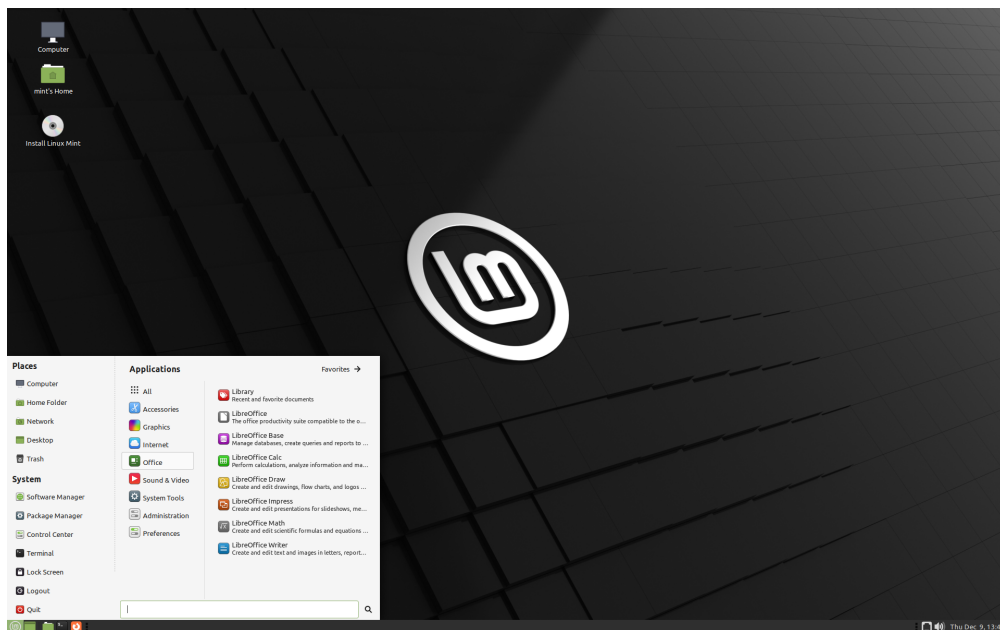 Computer
mint's Home
Install Linux Mint
Places
Computer
Home Folder
Network
Desktop
Trash
System
Software Manager
Package Manager
Control Center
Terminal
Lock Screen
Logout
Quit
Applications
Favorites →
All
Accessories
Graphics
Internet
Office
Sound & Video
System Tools
Administration
Preferences
Library
Recent and favorite documents
LibreOffice
The office productivity suite compatible to the o...
LibreOffice Base
Manage databases, create queries and reports to ...
LibreOffice Calc
Perform calculations, analyze information and ma...
LibreOffice Draw
Create and edit drawings, flow charts, and logos ...
LibreOffice Impress
Create and edit presentations for slideshows, me...
LibreOffice Math
Create and edit scientific formulas and equations ...
LibreOffice Writer
Create and edit text and images in letters, report...
Thu Dec 9, 13:4